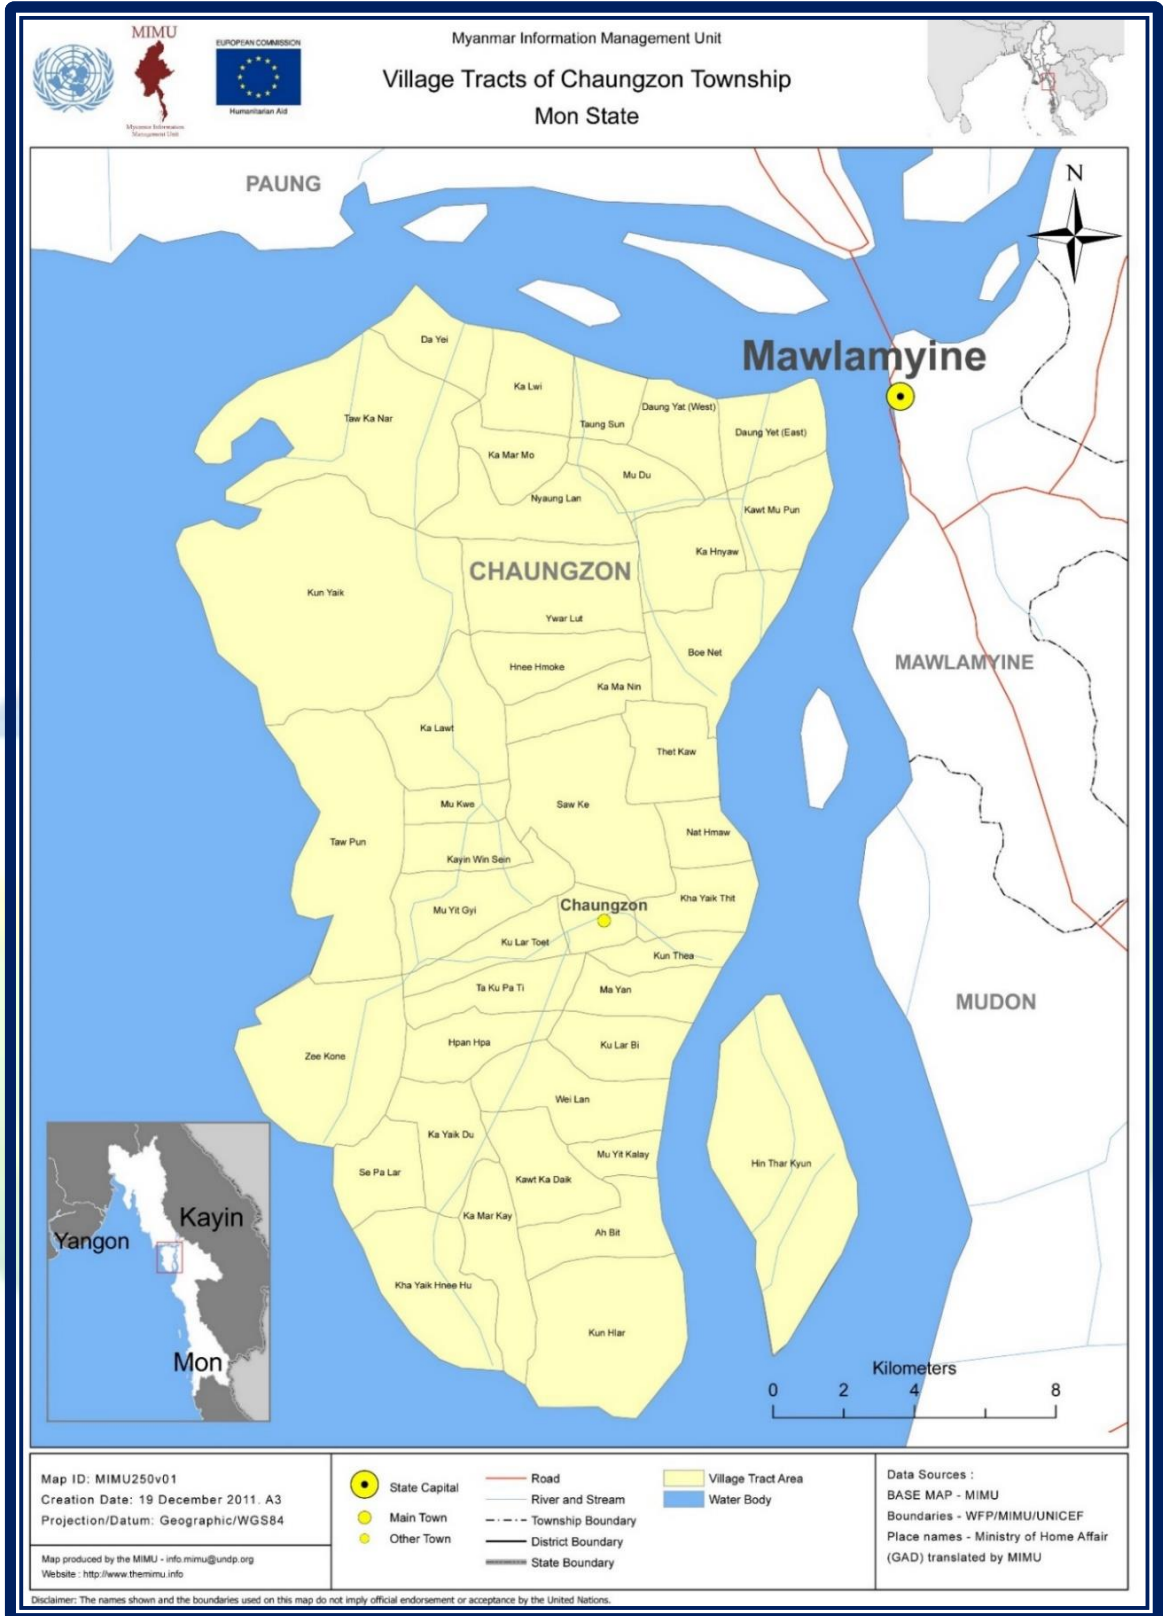 MIMU
Myanmar Information
Management Unit
EUROPEAN COMMISSION
Humanitarian Aid
Myanmar Information Management Unit
Village Tracts of Chaungzon Township
Mon State
PAUNG
N
Mawlamyine
Da Yei
Ka Lwi
Taw Ka Nar
Taung Sun
Daung Yat (West)
Daung Yet (East)
Ka Mar Mo
Mu Du
Nyaung Lan
Kawt Mu Pun
Ka Hnyaw
CHAUNGZON
Kun Yaik
Ywar Lut
Boe Net
MAWLAMYINE
Hnee Hmoke
Ka Ma Nin
Ka Lawt
Thet Kaw
Mu Kwe
Saw Ke
Nat Hmaw
Taw Pun
Kayin Win Sein
Kha Yaik Thit
Chaungzon
Mu Yit Gyi
Ku Lar Toet
Kun Thea
Ta Ku Pa Ti
Ma Yan
MUDON
Hpan Hpa
Ku Lar Bi
Zee Kone
Wei Lan
Ka Yaik Du
Mu Yit Kalay
Hin Thar Kyun
Se Pa Lar
Kawt Ka Daik
Ka Mar Kay
Ah Bit
Kha Yaik Hnee Hu
Kun Hlar
Kayin
Yangon
Mon
Kilometers
0 2 4 8
Map ID: MIMU250v01
Creation Date: 19 December 2011. A3
Projection/Datum: Geographic/WGS84
Map produced by the MIMU - info.mimu@undp.org
Website : http://www.themimu.info
State Capital
Main Town
Other Town
Road
River and Stream
Township Boundary
District Boundary
State Boundary
Village Tract Area
Water Body
Data Sources :
BASE MAP - MIMU
Boundaries - WFP/MIMU/UNICEF
Place names - Ministry of Home Affair
(GAD) translated by MIMU
Disclaimer: The names shown and the boundaries used on this map do not imply official endorsement or acceptance by the United Nations.